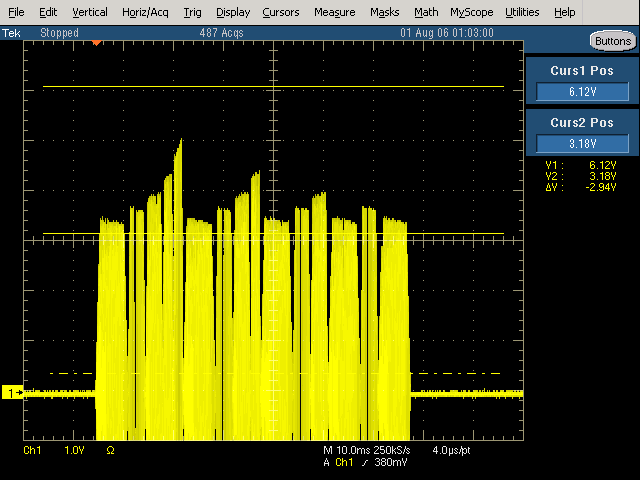 File Edit Vertical Horiz/Acq Trig Display Cursors Measure Masks Math MyScope Utilities Help
Tek Stopped 487 Acqs 01 Aug 06 01:03:00
Buttons
Curs1 Pos
6.12V
Curs2 Pos
3.18V
V1 : 6.12V
V2 : 3.18V
ΔV : -2.94V
1
Ch1 1.0V Ω M 10.0ms 250kS/s 4.0µs/pt
A Ch1 ∕ 380mV